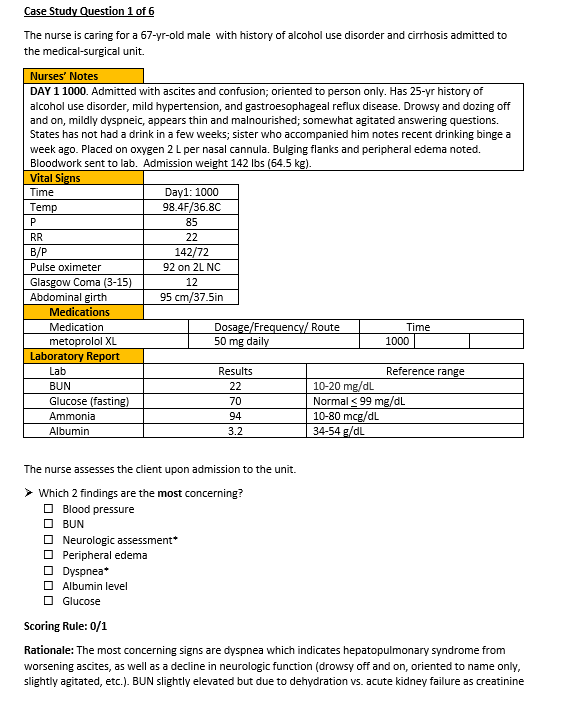 Case Study Question 1 of 6
The nurse is caring for a 67-yr-old male with history of alcohol use disorder and cirrhosis admitted to
the medical-surgical unit.
Nurses' Notes
DAY 1 1000. Admitted with ascites and confusion; oriented to person only. Has 25-yr history of
alcohol use disorder, mild hypertension, and gastroesophageal reflux disease. Drowsy and dozing off
and on, mildly dyspneic, appears thin and malnourished; somewhat agitated answering questions.
States has not had a drink in a few weeks; sister who accompanied him notes recent drinking binge a
week ago. Placed on oxygen 2 L per nasal cannula. Bulging flanks and peripheral edema noted.
Bloodwork sent to lab. Admission weight 142 lbs (64.5 kg).
Vital Signs
Time Day1: 1000
Temp 98.4F/36.8C
P 85
RR 22
B/P 142/72
Pulse oximeter 92 on 2L NC
Glasgow Coma (3-15) 12
Abdominal girth 95 cm/37.5in
Medications
Medication Dosage/Frequency/ Route Time
metoprolol XL 50 mg daily 1000
Laboratory Report
Lab Results Reference range
BUN 22 10-20 mg/dL
Glucose (fasting) 70 Normal ≤ 99 mg/dL
Ammonia 94 10-80 mcg/dL
Albumin 3.2 34-54 g/dL
The nurse assesses the client upon admission to the unit.
➤ Which 2 findings are the most concerning?
☐ Blood pressure
☐ BUN
☐ Neurologic assessment*
☐ Peripheral edema
☐ Dyspnea*
☐ Albumin level
☐ Glucose
Scoring Rule: 0/1
Rationale: The most concerning signs are dyspnea which indicates hepatopulmonary syndrome from
worsening ascites, as well as a decline in neurologic function (drowsy off and on, oriented to name only,
slightly agitated, etc.). BUN slightly elevated but due to dehydration vs. acute kidney failure as creatinine